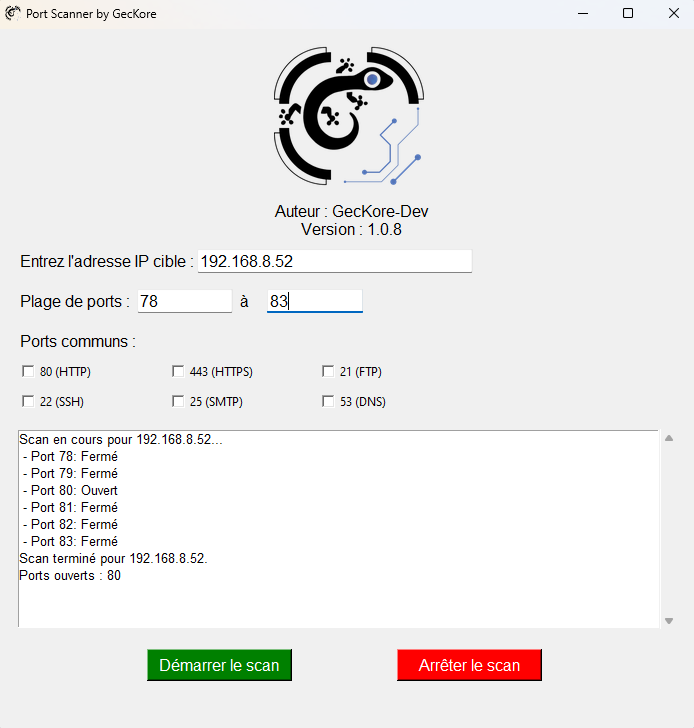 Port Scanner by GecKore
Auteur : GecKore-Dev
Version : 1.0.8
Entrez l'adresse IP cible : 192.168.8.52
Plage de ports : 78 à 83
Ports communs :
80 (HTTP) 443 (HTTPS) 21 (FTP)
22 (SSH) 25 (SMTP) 53 (DNS)
Scan en cours pour 192.168.8.52...
- Port 78: Fermé
- Port 79: Fermé
- Port 80: Ouvert
- Port 81: Fermé
- Port 82: Fermé
- Port 83: Fermé
Scan terminé pour 192.168.8.52.
Ports ouverts : 80
Démarrer le scan Arrêter le scan